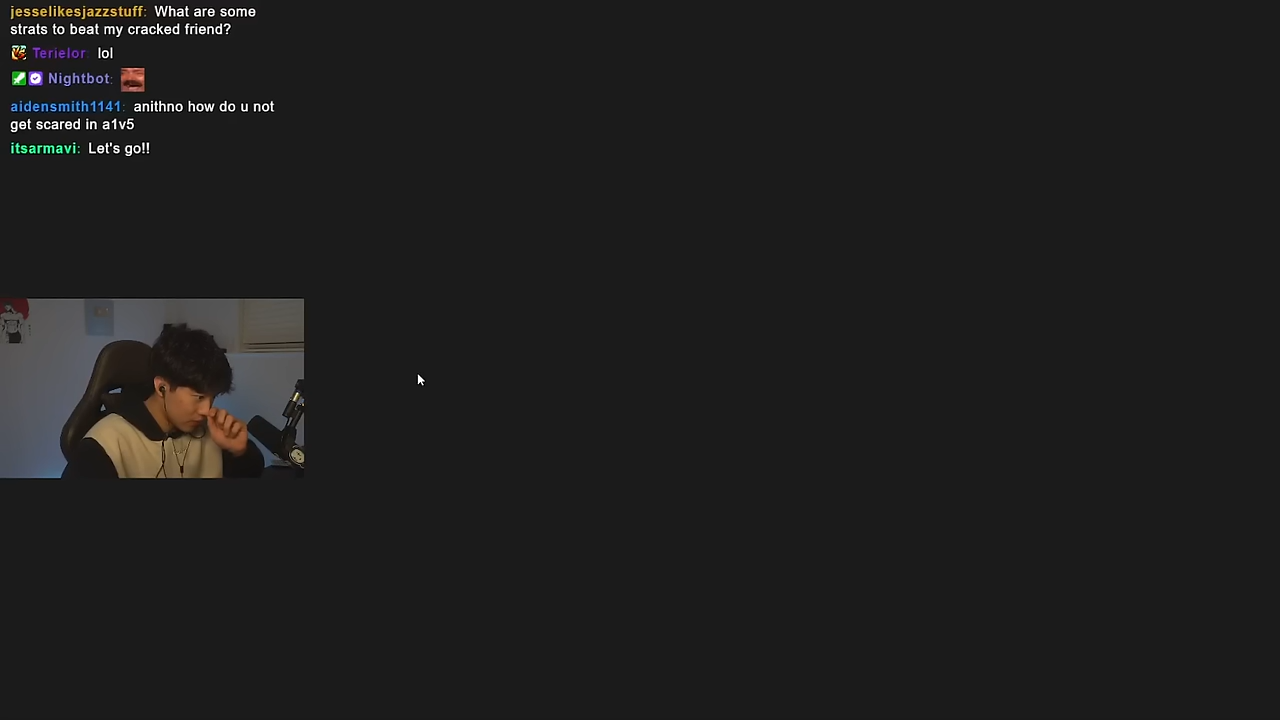 jesselikesjazzstuff: What are some
strats to beat my cracked friend?
Terielor: lol
Nightbot:
aidensmith1141: anithno how do u not
get scared in a1v5
itsarmavi: Let's go!!